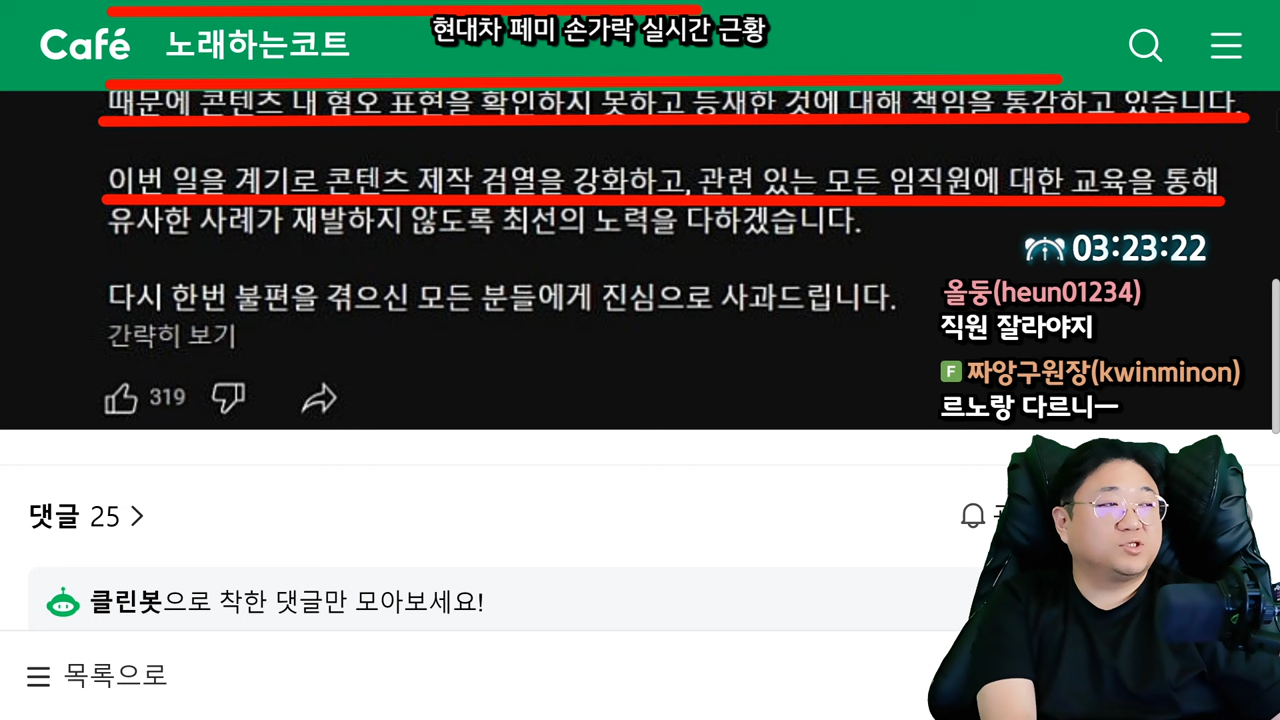 현대차 페미 손가락 실시간 근황
Café 노래하는코트
때문에 콘텐츠 내 혐오 표현을 확인하지 못하고 등재한 것에 대해 책임을 통감하고 있습니다.
이번 일을 계기로 콘텐츠 제작 검열을 강화하고, 관련 있는 모든 임직원에 대한 교육을 통해
유사한 사례가 재발하지 않도록 최선의 노력을 다하겠습니다.
03:23:22
다시 한번 불편을 겪으신 모든 분들에게 진심으로 사과드립니다.
간략히 보기
319
올둥(heun01234)
직원 잘라야지
F 짜앙구원장(kwinminon)
르노랑 다르니ㅡ
댓글 25
클린봇으로 착한 댓글만 모아보세요!
목록으로